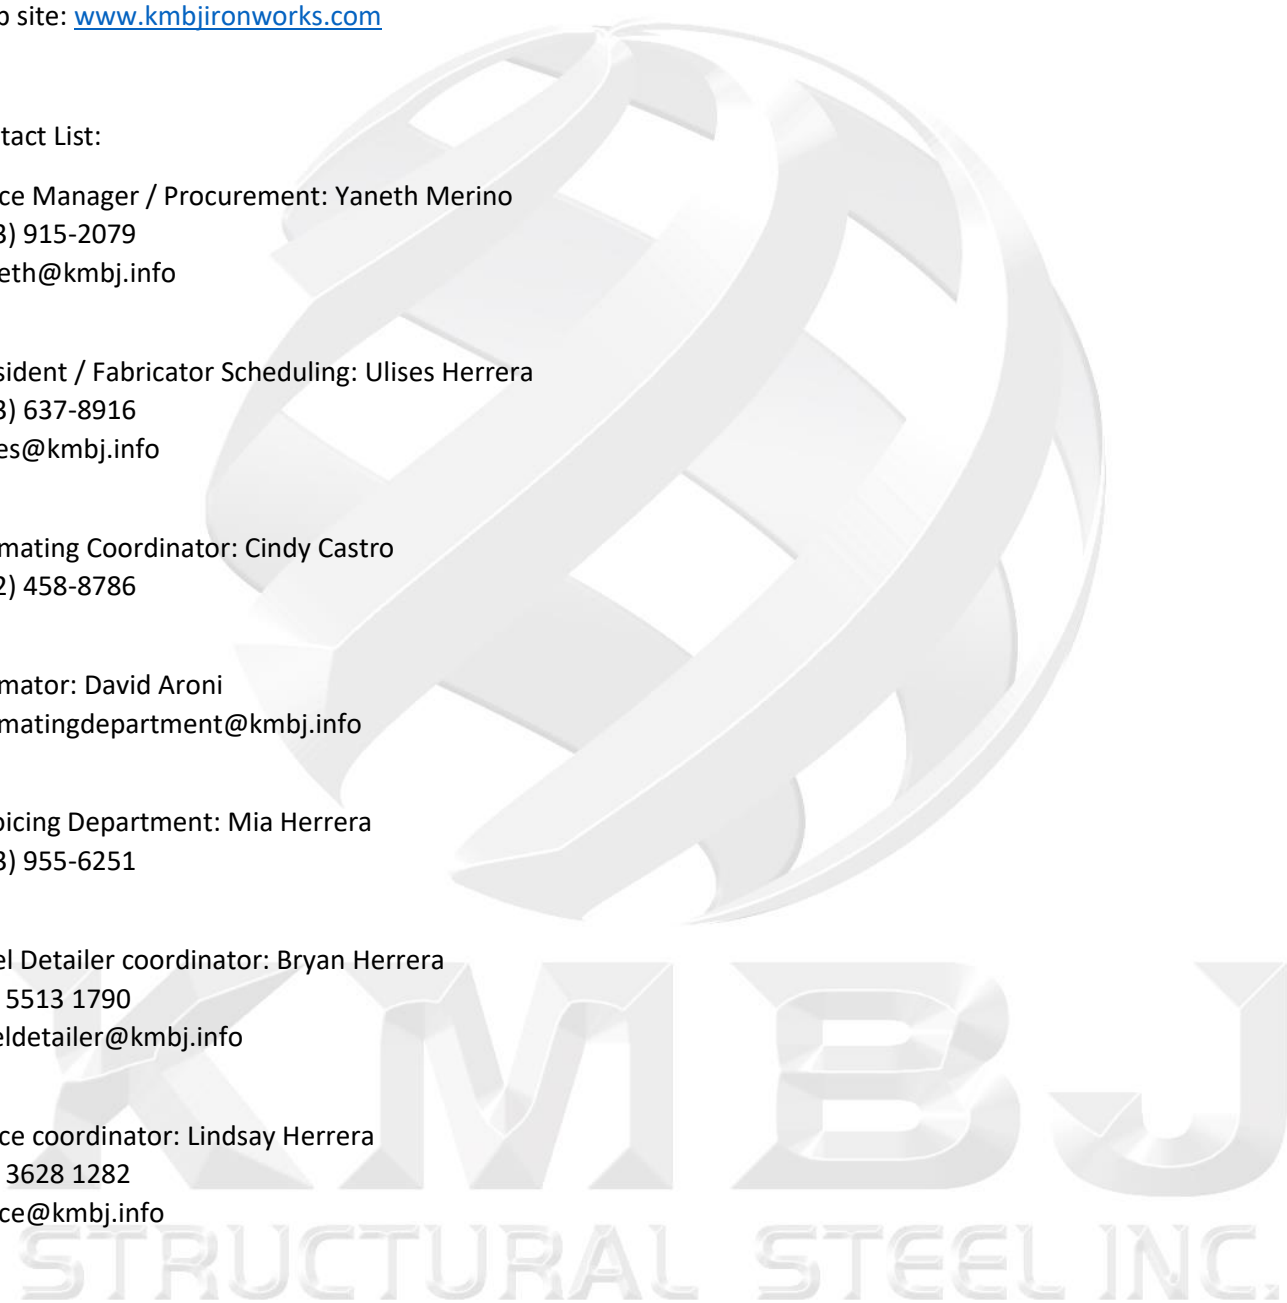 site: www.kmbjironworks.com
tact List:
ce Manager / Procurement: Yaneth Merino
3) 915-2079
eth@kmbj.info
sident / Fabricator Scheduling: Ulises Herrera
3) 637-8916
es@kmbj.info
mating Coordinator: Cindy Castro
2) 458-8786
mator: David Aroni
matingdepartment@kmbj.info
oicing Department: Mia Herrera
3) 955-6251
el Detailer coordinator: Bryan Herrera
5513 1790
eldetailer@kmbj.info
ce coordinator: Lindsay Herrera
3628 1282
ce@kmbj.info
KMBJ
STRUCTURAL STEEL INC.